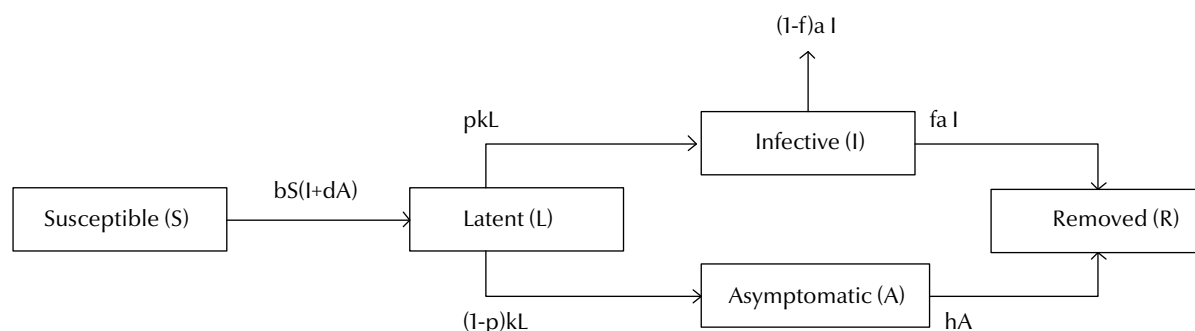 (1-f)a I
pkL
Infective (I)
fa I
bS(I+dA)
Susceptible (S)
Latent (L)
Removed (R)
Asymptomatic (A)
(1-p)kL
hA